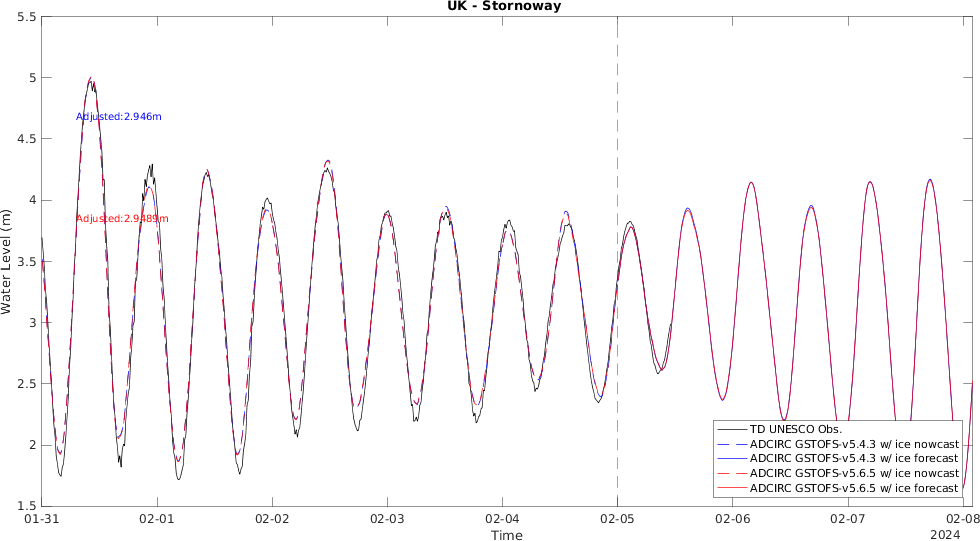 UK - Stornoway
5.5
5
4.5
4
3.5
3
2.5
2
1.5
Water Level (m)
Adjusted:2.946m
Adjusted:2.9489m
TD UNESCO Obs.
ADCIRC GSTOFS-v5.4.3 w/ ice nowcast
ADCIRC GSTOFS-v5.4.3 w/ ice forecast
ADCIRC GSTOFS-v5.6.5 w/ ice nowcast
ADCIRC GSTOFS-v5.6.5 w/ ice forecast
01-31 02-01 02-02 02-03 02-04 02-05 02-06 02-07 02-08
Time
2024